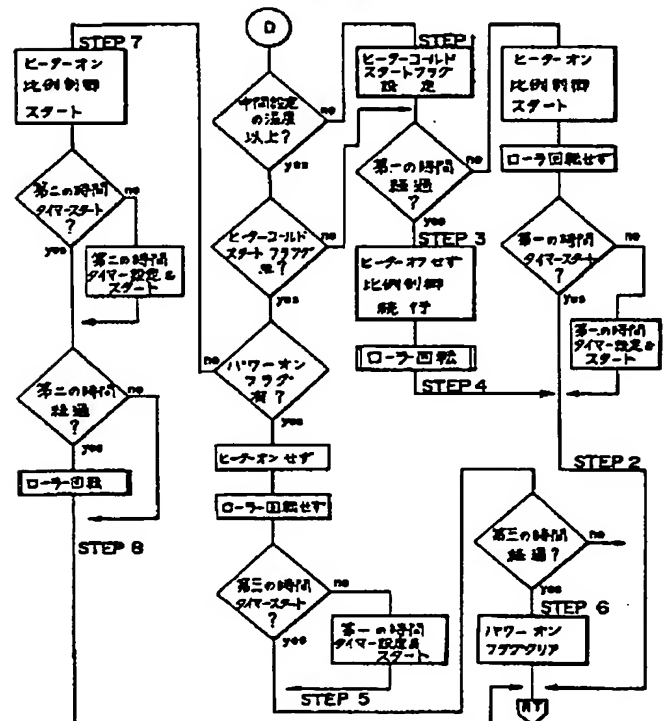 STEP 7
ヒーターオン
比例制御
スタート
第二の時間
タイマースタート
?
no
yes
第二の時間
タイマー設定&
スタート
第二の時間
経過
?
no
yes
ローラー回転
STEP 8
D
中間設定
の温度
以上?
no
yes
ヒーターコールド
スタートフラグ
?
no
yes
パワーオン
フラグ
有?
no
yes
ヒーターオンせず
ローラー回転せず
第三の時間
タイマースタート
?
no
yes
第一の時間
タイマー設定&
スタート
STEP 5
STEP
ヒーターコールド
スタートフラグ
設 定
第一の時間
経過
?
no
yes
STEP 3
ヒーターオフせず
比例制御
続 行
ローラー回転
STEP 4
ヒーターオン
比例制御
スタート
ローラ回転せず
第一の時間
タイマースタート
?
no
yes
第一の時間
タイマー設定&
スタート
STEP 2
第三の時間
経過?
no
yes
STEP 6
パワーオン
フラグクリア